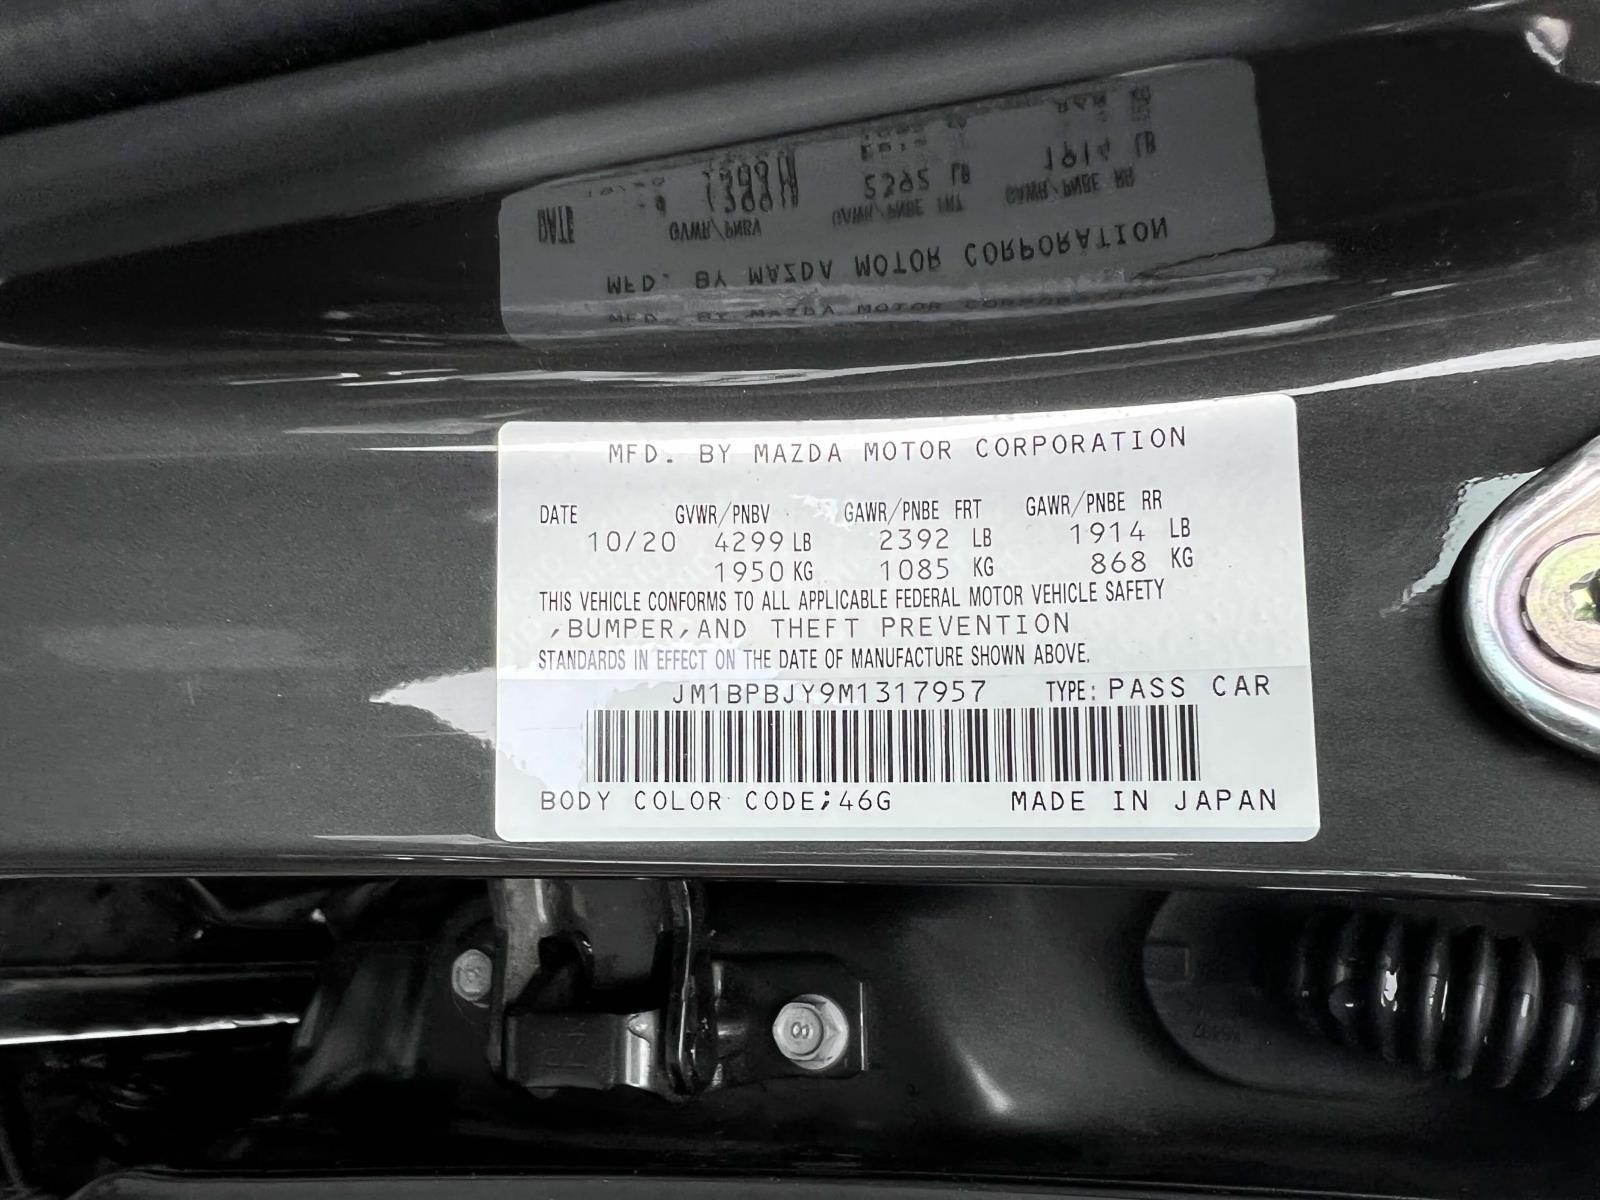 MFD. BY MAZDA MOTOR CORPORATION
DATE GVWR/PNBV GAWR/PNBE FRT GAWR/PNBE RR
10/20 4299 LB 2392 LB 1914 LB
1950 KG 1085 KG 868 KG
THIS VEHICLE CONFORMS TO ALL APPLICABLE FEDERAL MOTOR VEHICLE SAFETY
,BUMPER,AND THEFT PREVENTION
STANDARDS IN EFFECT ON THE DATE OF MANUFACTURE SHOWN ABOVE.
JM1BPBJY9M1317957 TYPE: PASS CAR
BODY COLOR CODE;46G MADE IN JAPAN
8